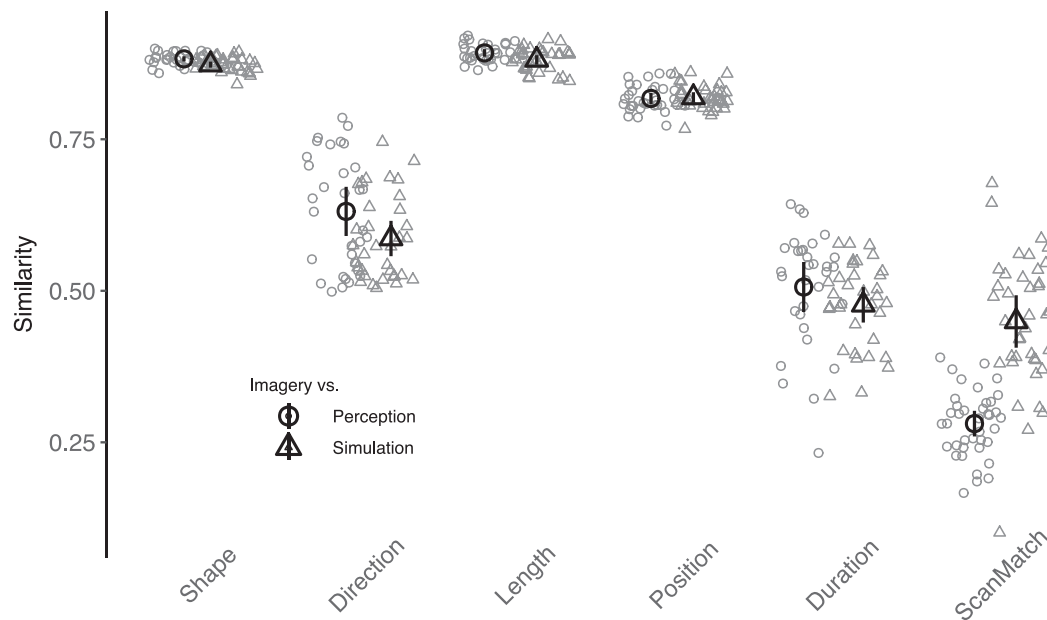 0.75
0.50
0.25
Similarity
Imagery vs.
Perception
Simulation
Shape
Direction
Length
Position
Duration
ScanMatch